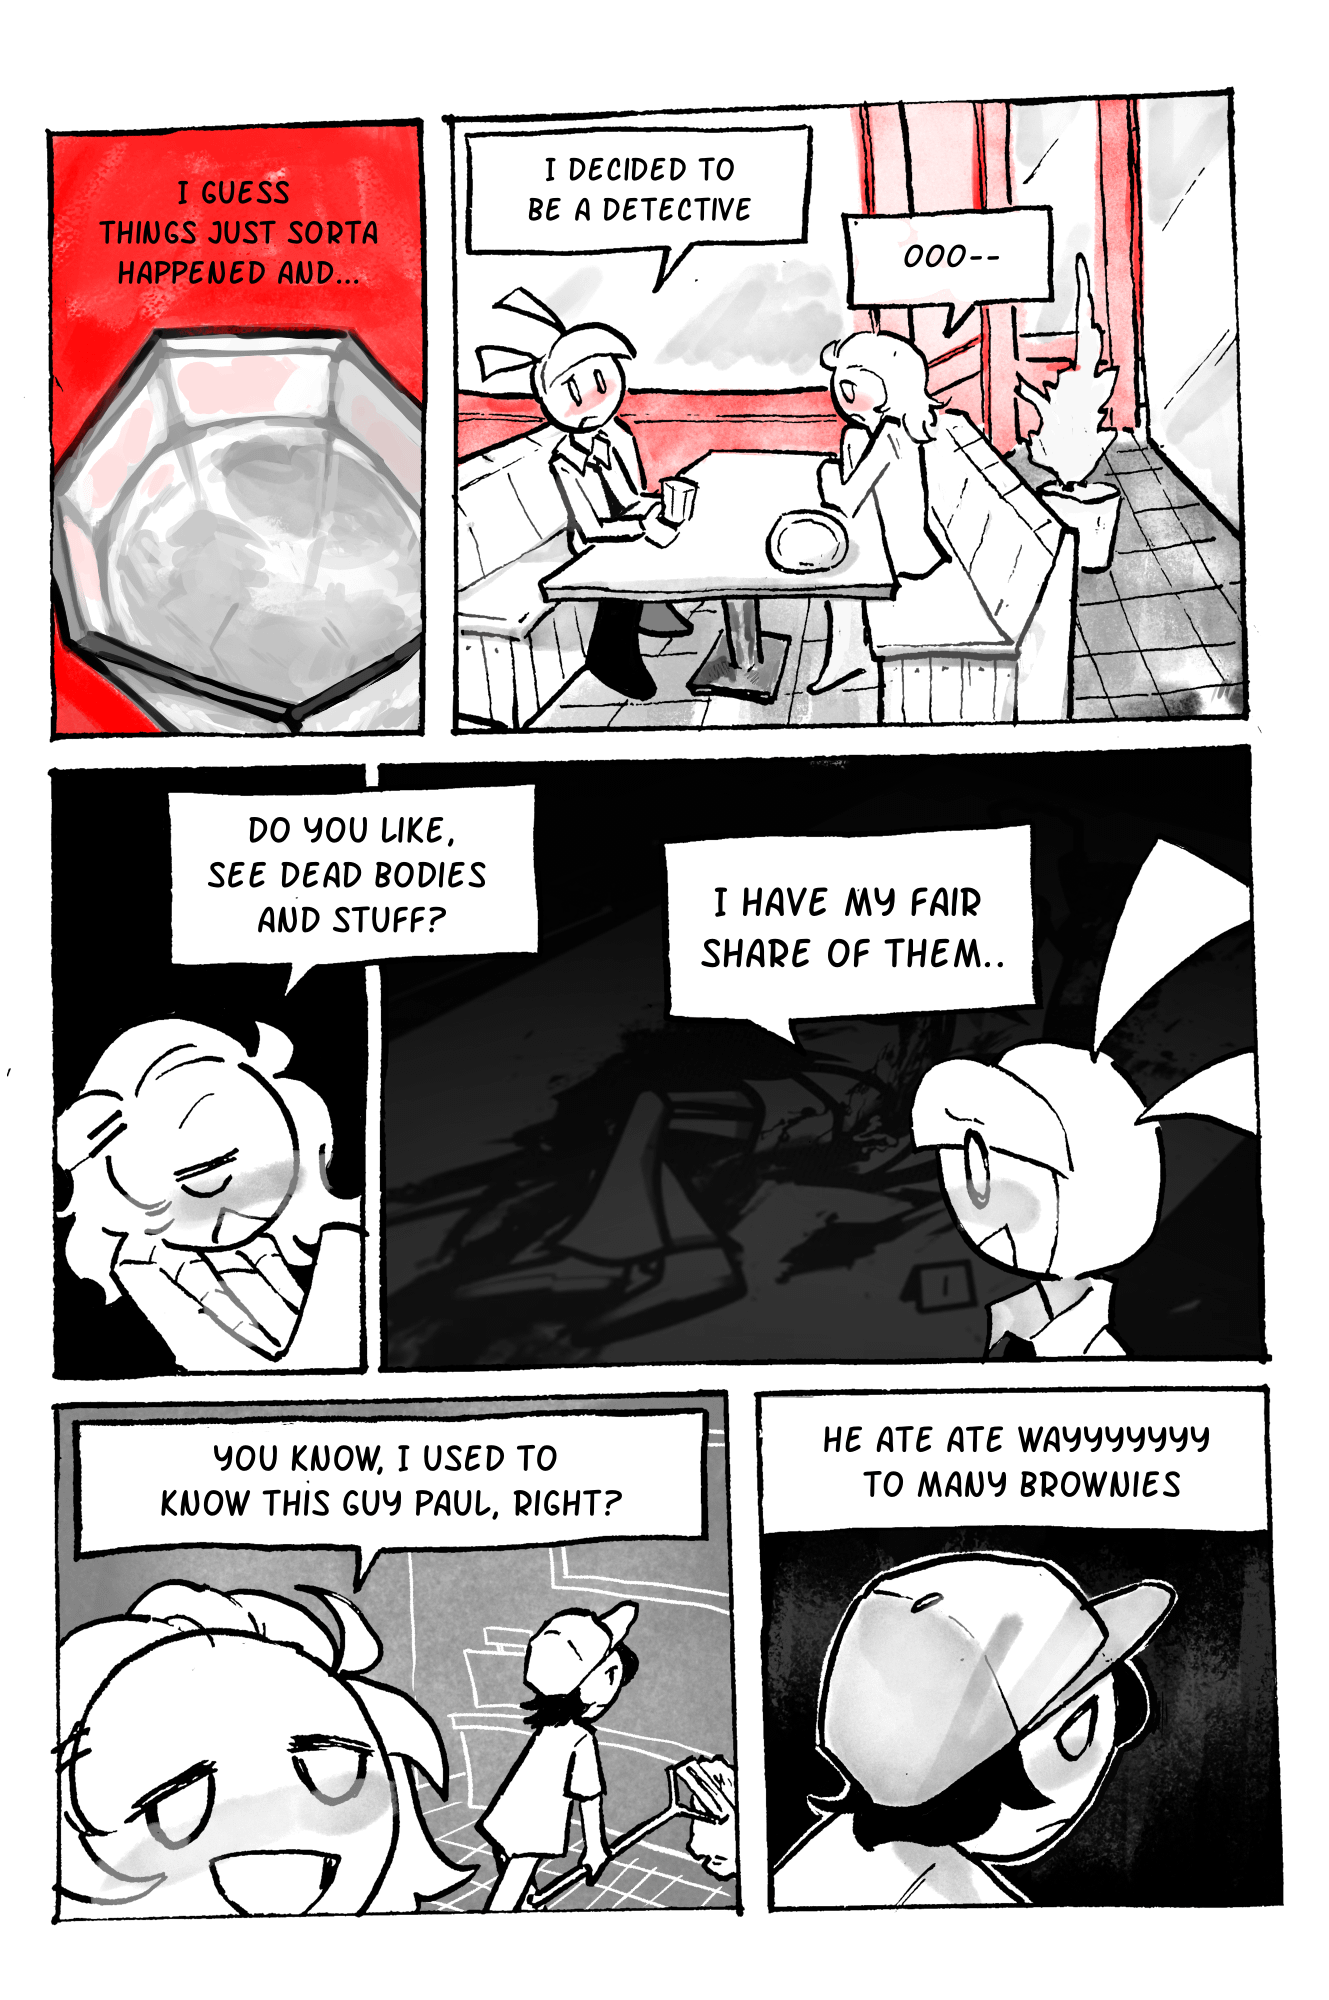 I GUESS
THINGS JUST SORTA
HAPPENED AND...
I DECIDED TO
BE A DETECTIVE
OOO--
DO YOU LIKE,
SEE DEAD BODIES
AND STUFF?
I HAVE MY FAIR
SHARE OF THEM..
1
YOU KNOW, I USED TO
KNOW THIS GUY PAUL, RIGHT?
HE ATE ATE WAYYYYYYY
TO MANY BROWNIES